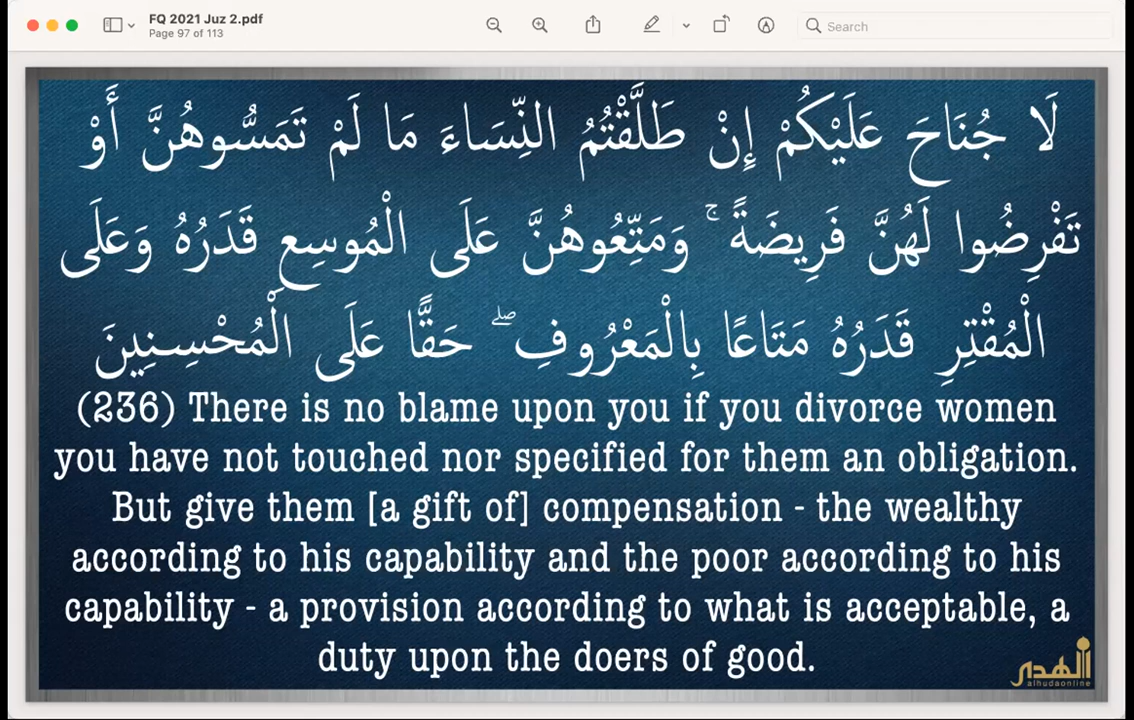 FQ 2021 Juz 2.pdf
Page 97 of 113
Search
لَا جُنَاحَ عَلَيْكُمْ إِنْ طَلَّقْتُمُ النِّسَاءَ مَا لَمْ تَمَسُّوهُنَّ أَوْ
تَفْرِضُوا لَهُنَّ فَرِيضَةً ۚ وَمَتِّعُوهُنَّ عَلَى الْمُوسِعِ قَدَرُهُ وَعَلَى
الْمُقْتِرِ قَدَرُهُ مَتَاعًا بِالْمَعْرُوفِ ۖ حَقًّا عَلَى الْمُحْسِنِينَ
(236) There is no blame upon you if you divorce women
you have not touched nor specified for them an obligation.
But give them [a gift of] compensation - the wealthy
according to his capability and the poor according to his
capability - a provision according to what is acceptable, a
duty upon the doers of good.
الهدى
alhudaonline